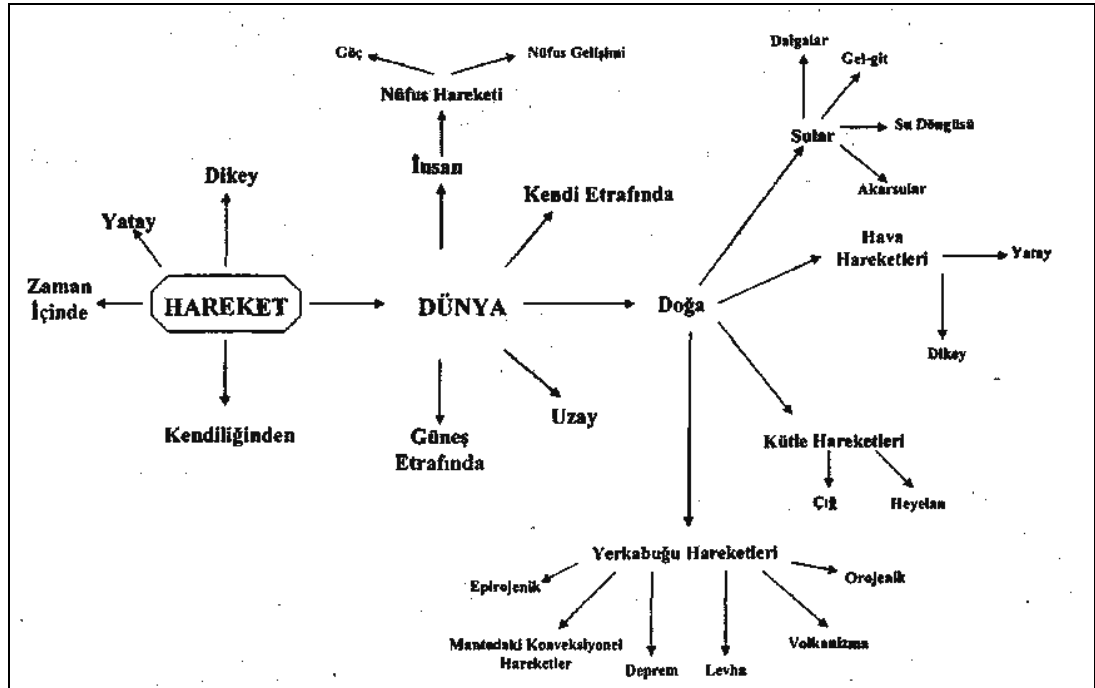 Dalgalar
Gel-git
Göç
Nüfus Gelişimi
Nüfus Hareketi
Sular
Su Döngüsü
İnsan
Akarsular
Dikey
Kendi Etrafında
Yatay
Hava
Hareketleri
Yatay
Zaman
İçinde
HAREKET
DÜNYA
Doğa
Dikey
Kendiliğinden
Güneş
Etrafında
Uzay
Kütle Hareketleri
Çığ
Heyelan
Yerkabuğu Hareketleri
Epirojenik
Orojenik
Mantodaki Konveksiyonel
Hareketler
Deprem
Levha
Volkanizma